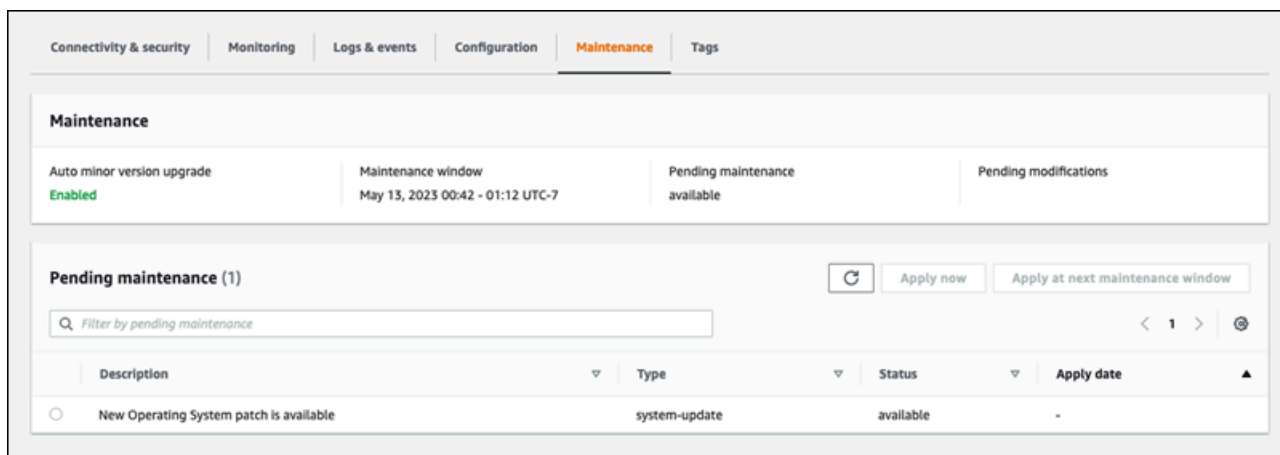 Connectivity & security Monitoring Logs & events Configuration Maintenance Tags
Maintenance
Auto minor version upgrade Maintenance window Pending maintenance Pending modifications
Enabled May 13, 2023 00:42 - 01:12 UTC-7 available
Pending maintenance (1) Apply now Apply at next maintenance window
Filter by pending maintenance 1
Description Type Status Apply date
New Operating System patch is available system-update available -